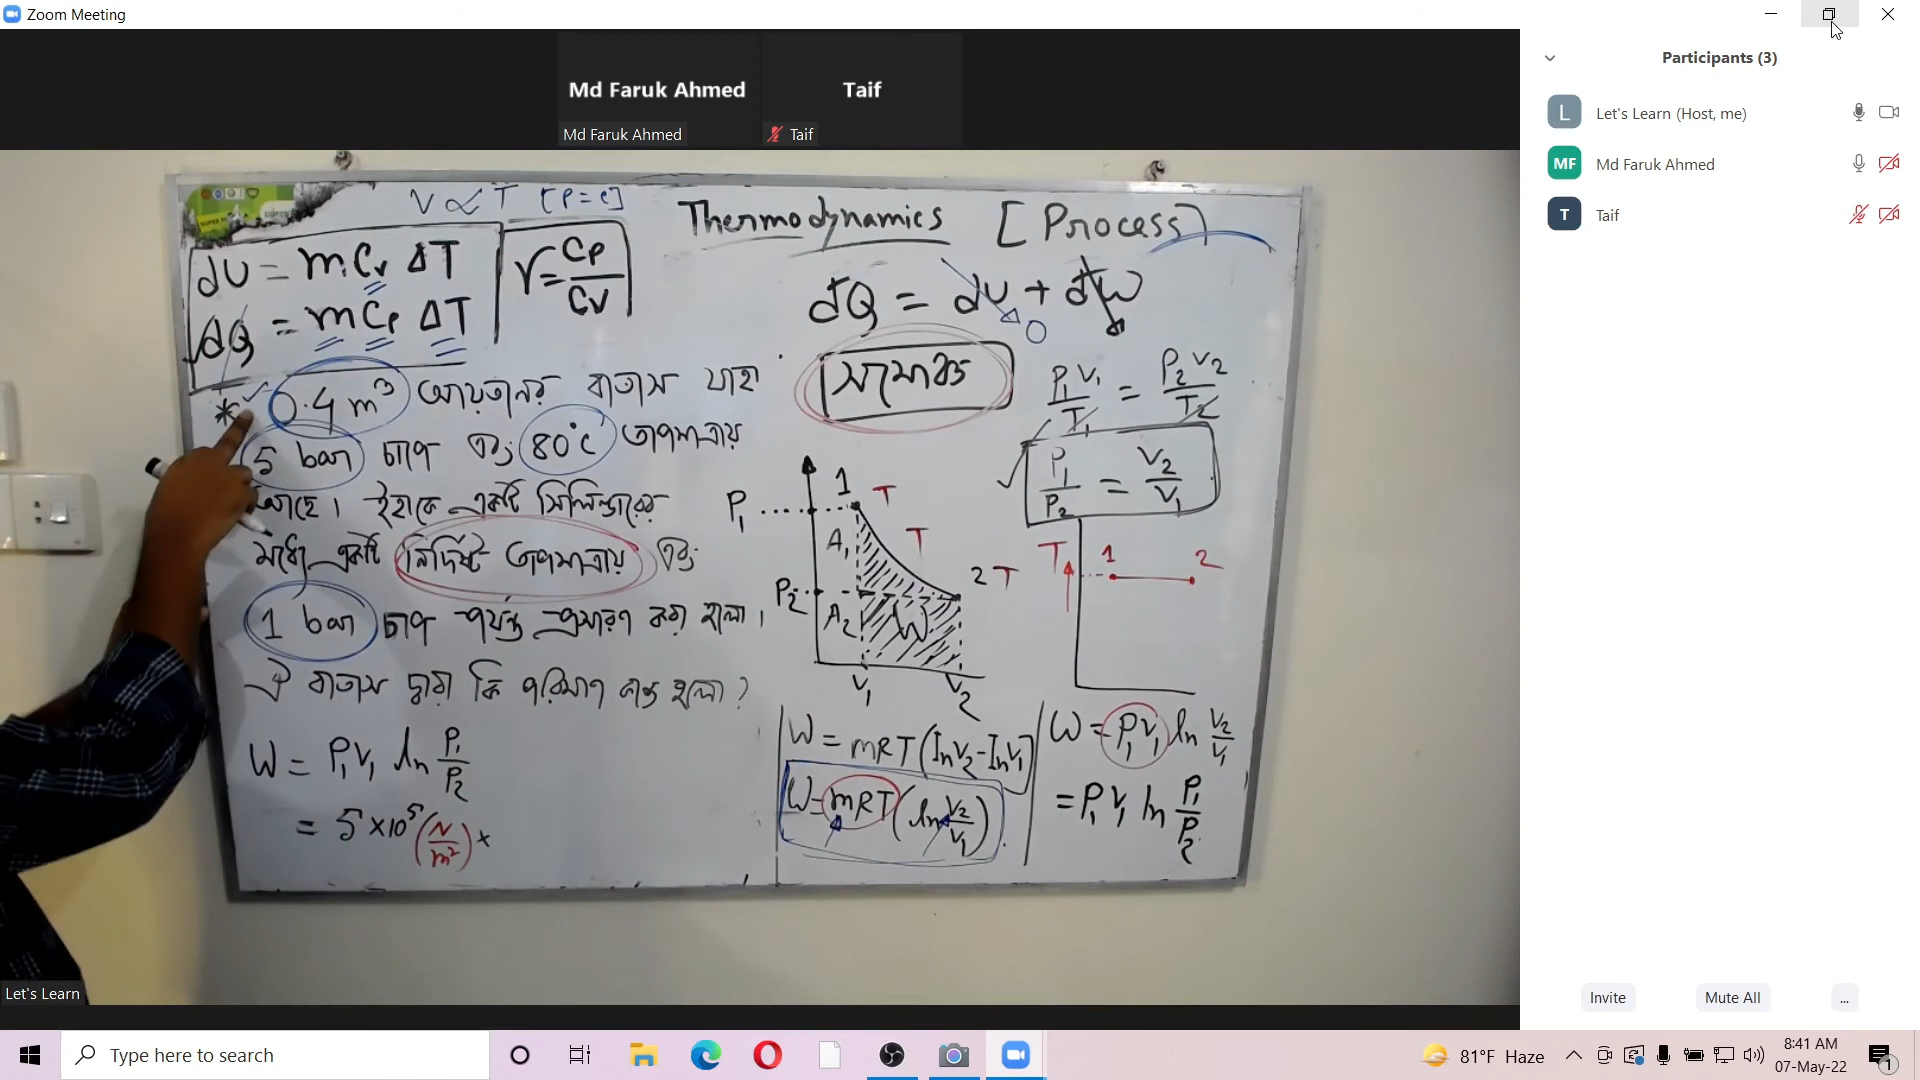 Zoom Meeting
Md Faruk Ahmed
Taif
Md Faruk Ahmed
Taif
Participants (3)
L Let's Learn (Host, me)
MF Md Faruk Ahmed
T Taif
V ∝ T [P=c]
Thermodynamics [Process]
dU = mCv ΔT
dQ = mCp ΔT
γ = Cp/Cv
dQ = dU + dW
0
* 0.4 m³ আয়তনের বাতাস যাহা
5 bar চাপ এবং 80°c তাপমাত্রায়
আছে। ইহাকে একটি সিলিন্ডারের
মধ্যে একটি নির্দিষ্ট তাপমাত্রায় এবং
1 bar চাপ পর্যন্ত প্রসারণ করা হলো।
ঐ বাতাস দ্বারা কি পরিমাণ কাজ হলো?
W = P₁V₁ ln P₁/P₂
= 5 ×10⁵ (N/m²) ×
সমোষ্ণ
P₁V₁/T₁ = P₂V₂/T₂
P₁/P₂ = V₂/V₁
P₁
1 T
A₁
T
P₂
2 T
A₂
W
V₁
V₂
T
1
2
W = mRT (lnV₂-lnV₁)
W = mRT (ln V₂/V₁)
W = P₁V₁ ln V₂/V₁
= P₁V₁ ln P₁/P₂
Let's Learn
Invite
Mute All
...
Type here to search
81°F Haze
8:41 AM
07-May-22
1